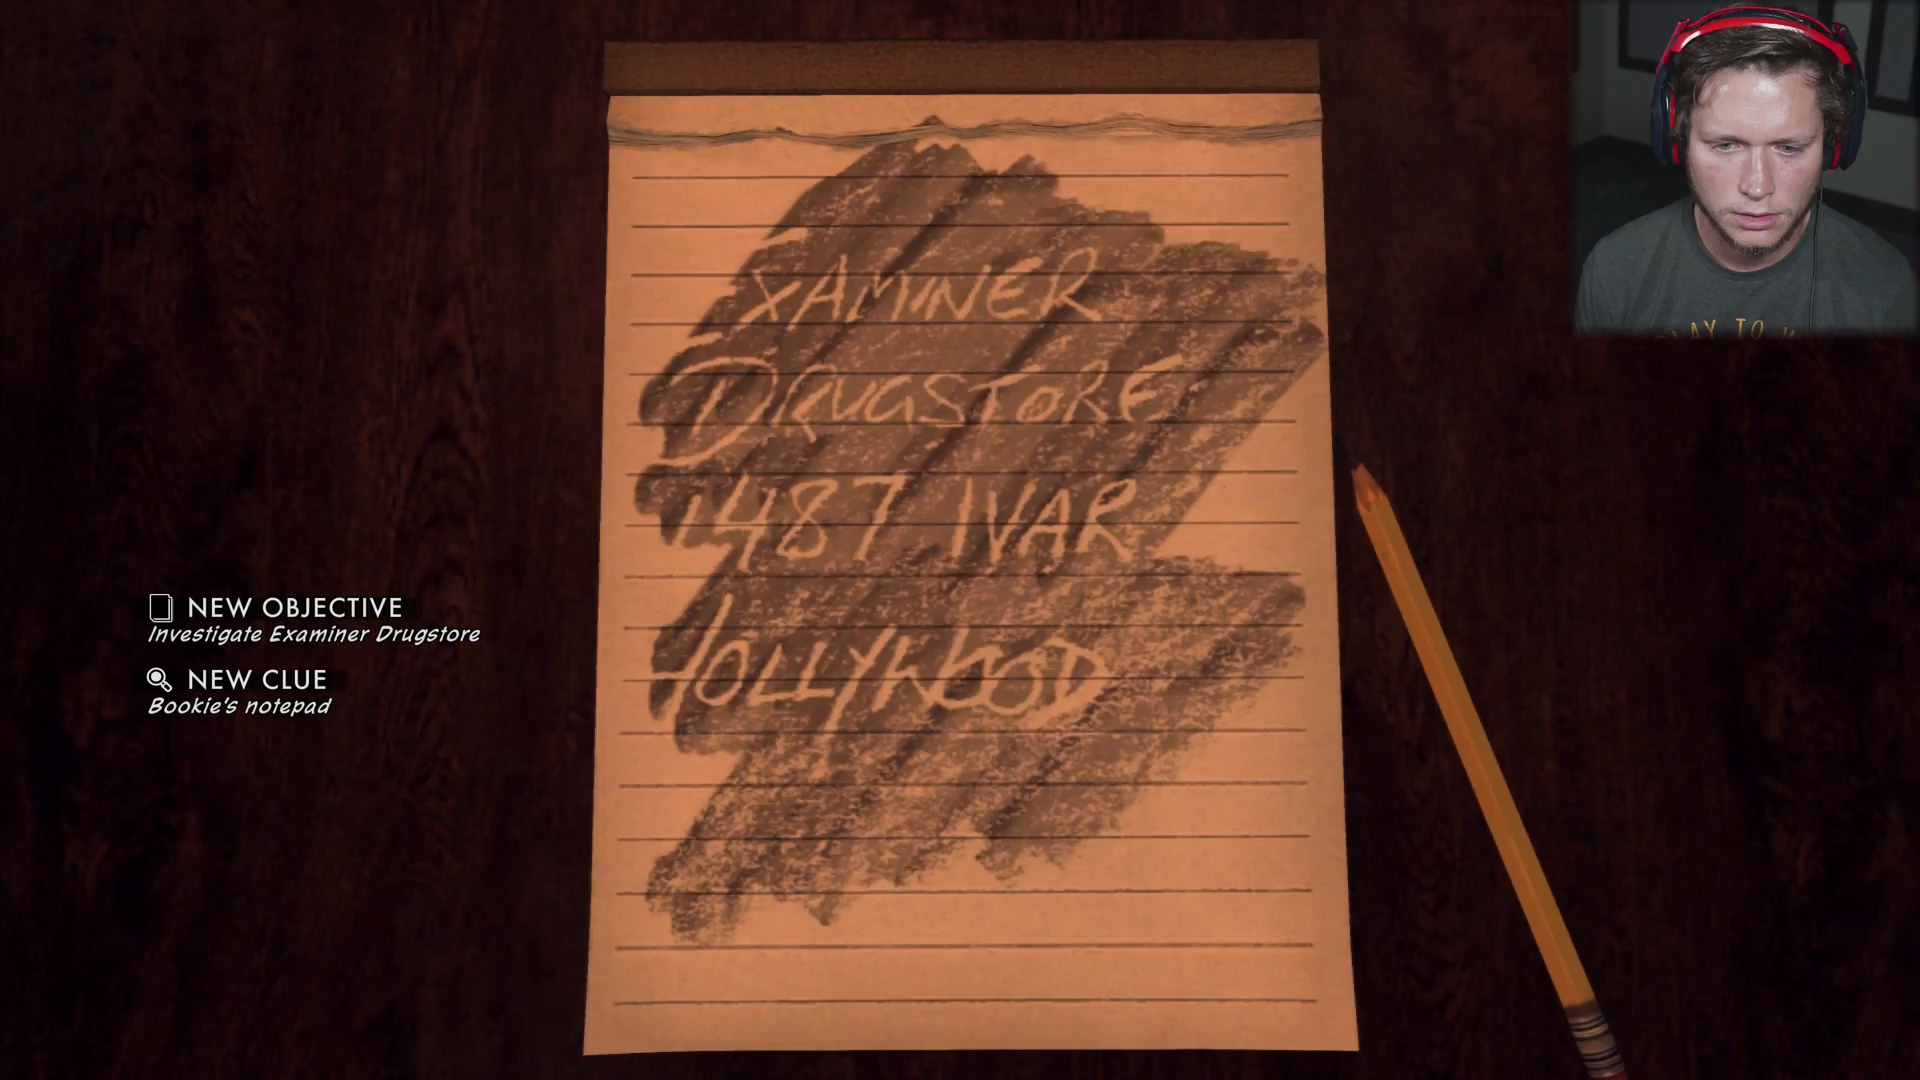 XAMINER
DRUGSTORE
1487 IVAR
HOLLYWOOD
NEW OBJECTIVE
Investigate Examiner Drugstore
NEW CLUE
Bookie's notepad